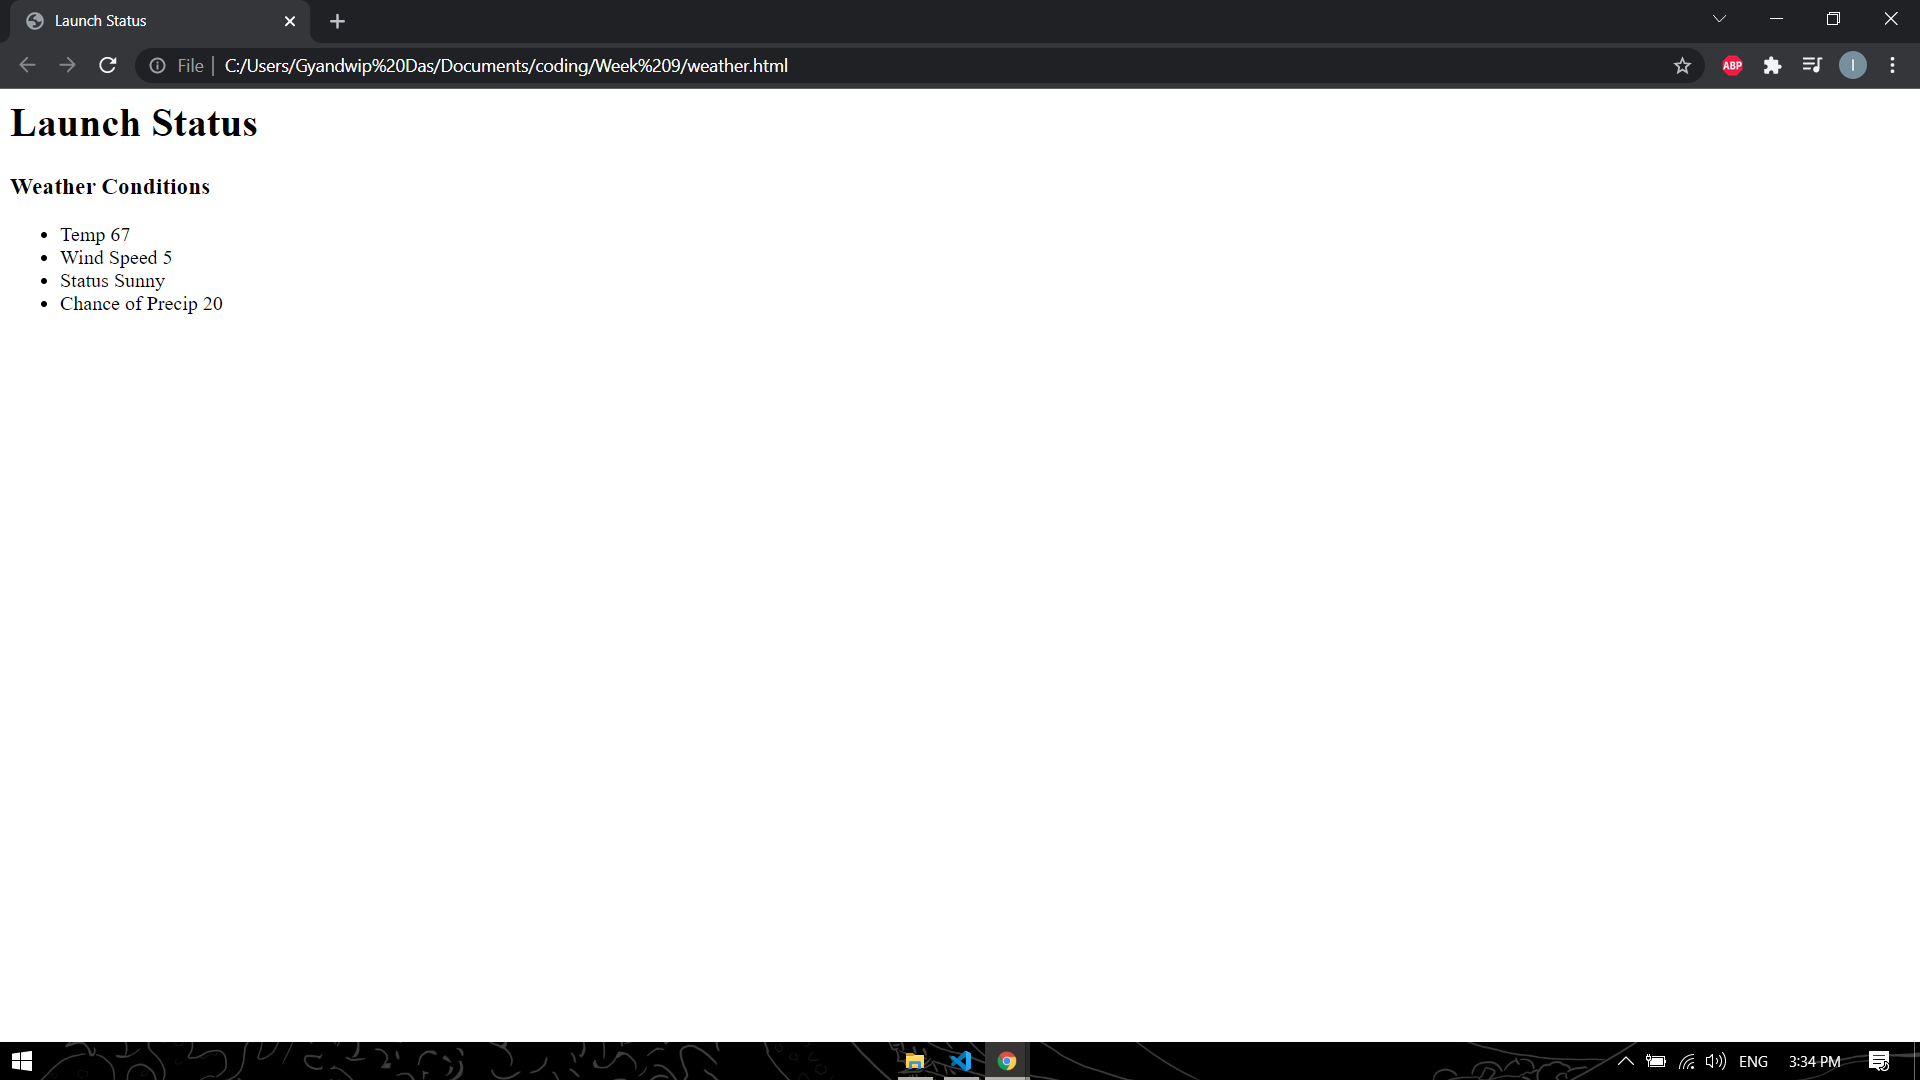 Launch Status
File | C:/Users/Gyandwip%20Das/Documents/coding/Week%209/weather.html
ABP
I
Launch Status
Weather Conditions
• Temp 67
• Wind Speed 5
• Status Sunny
• Chance of Precip 20
ENG
3:34 PM